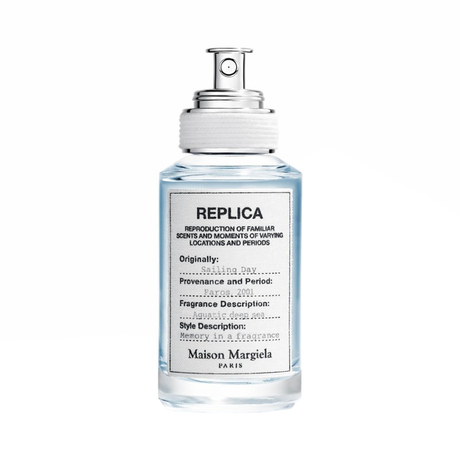 REPLICA
REPRODUCTION OF FAMILIAR
SCENTS AND MOMENTS OF VARYING
LOCATIONS AND PERIODS
Originally:
Sailing Day
Provenance and Period:
Paros, 2001
Fragrance Description:
Aquatic deep sea
Style Description:
Memory in a fragrance
Maison Margiela
PARIS